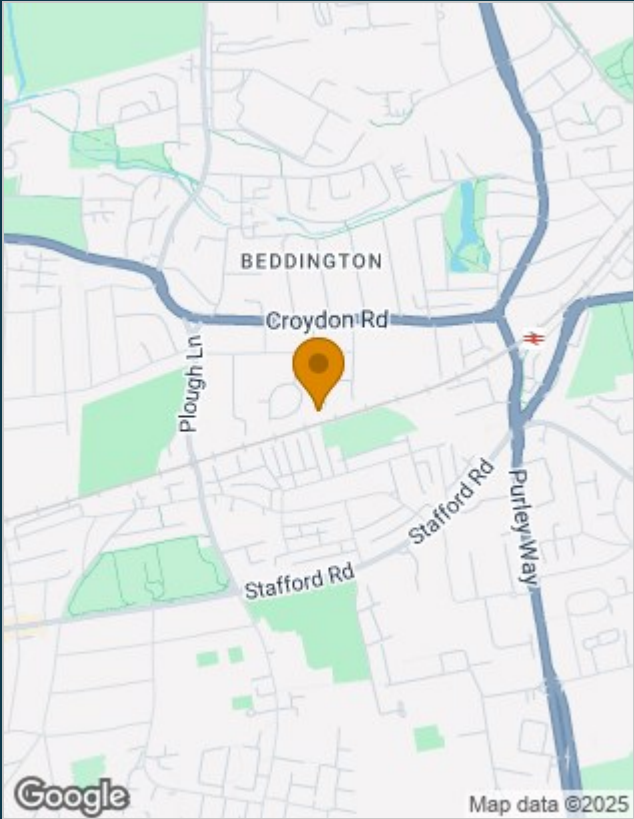 BEDDINGTON
Croydon Rd
Plough Ln
Stafford Rd
Purley Way
Stafford Rd
Google
Map data ©2025